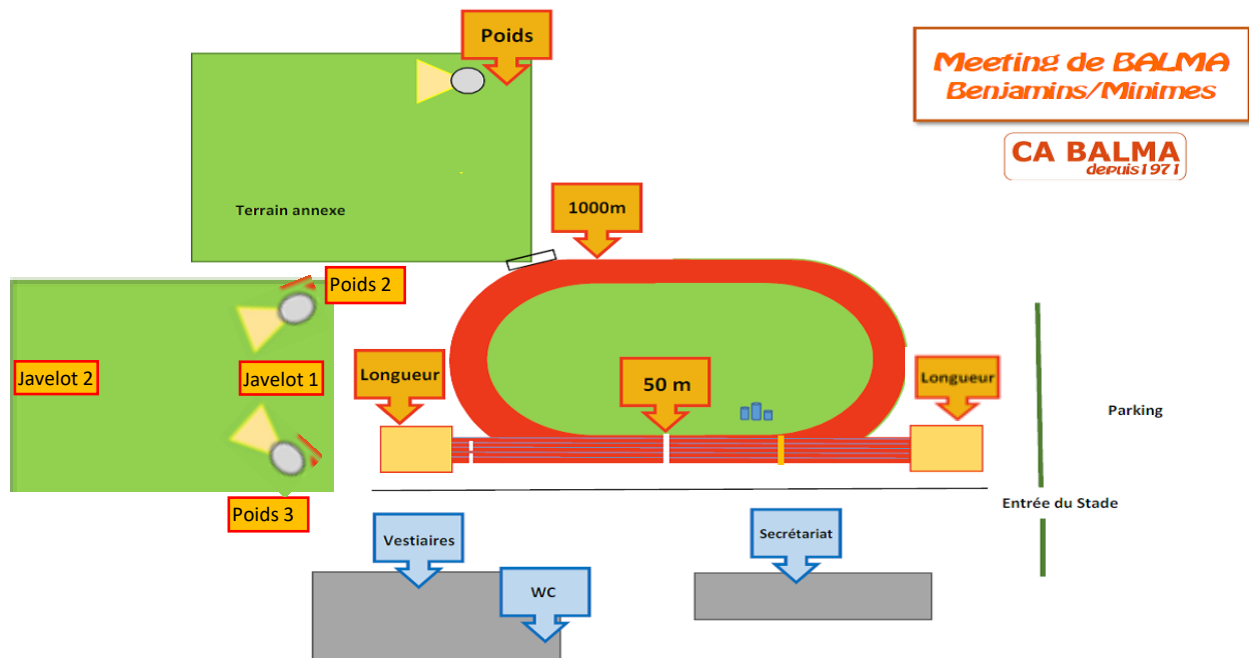 Poids
Meeting de BALMA
Benjamins/Minimes
CA BALMA
depuis1971
1000m
Terrain annexe
Poids 2
Javelot 2
Javelot 1
Longueur
50 m
Longueur
Parking
Poids 3
Entrée du Stade
Vestiaires
Secrétariat
WC